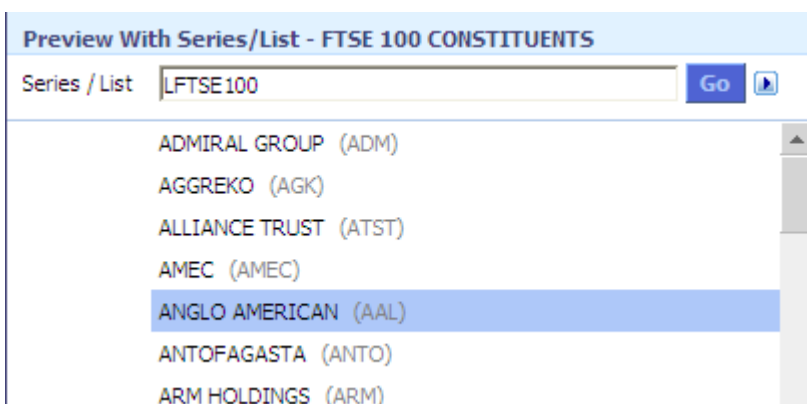 Preview With Series/List - FTSE 100 CONSTITUENTS
Series / List LFTSE100 Go
ADMIRAL GROUP (ADM)
AGGREKO (AGK)
ALLIANCE TRUST (ATST)
AMEC (AMEC)
ANGLO AMERICAN (AAL)
ANTOFAGASTA (ANTO)
ARM HOLDINGS (ARM)